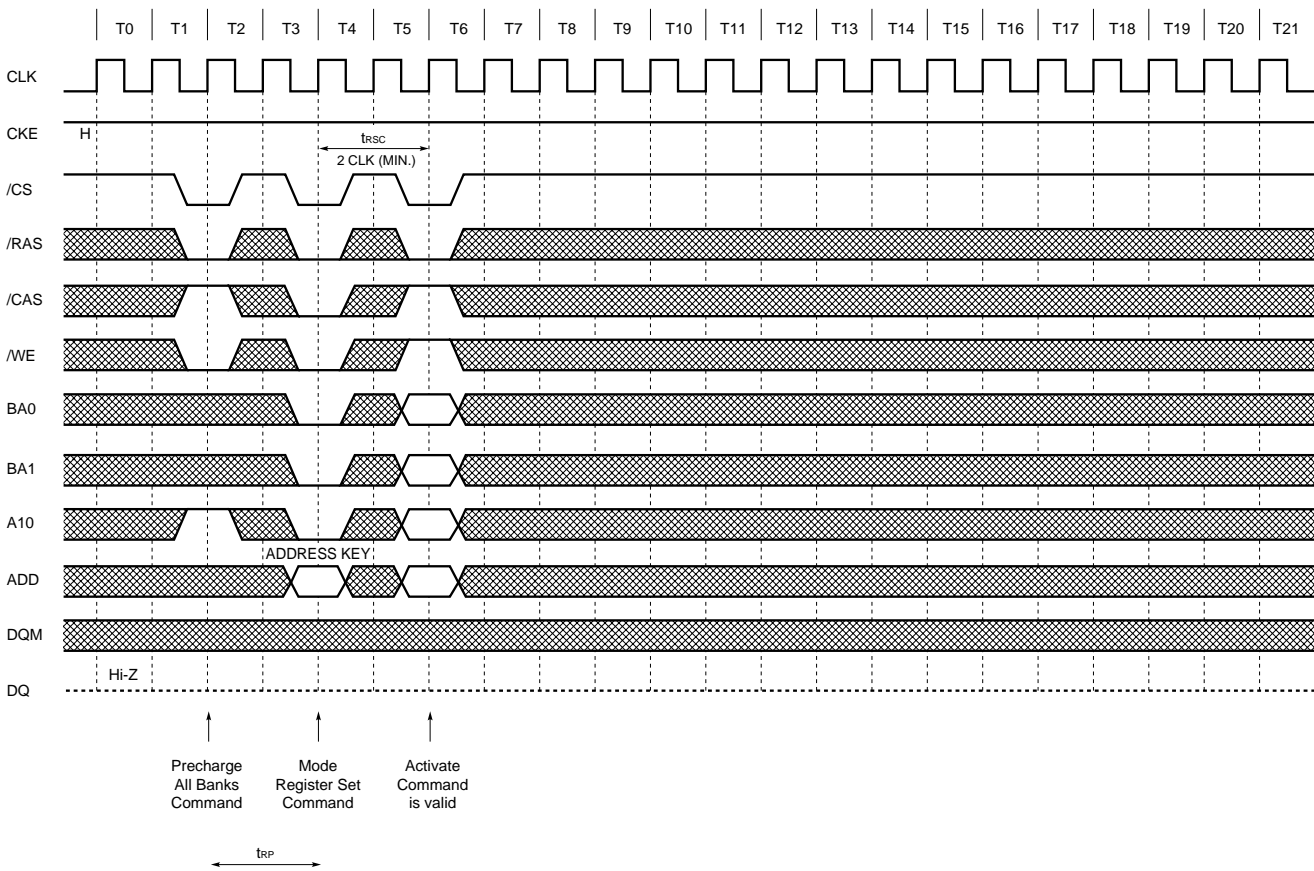 T0 T1 T2 T3 T4 T5 T6 T7 T8 T9 T10 T11 T12 T13 T14 T15 T16 T17 T18 T19 T20 T21
CLK
CKE H
tRSC
2 CLK (MIN.)
/CS
/RAS
/CAS
/WE
BA0
BA1
A10
ADDRESS KEY
ADD
DQM
Hi-Z
DQ
Precharge
All Banks
Command
Mode
Register Set
Command
Activate
Command
is valid
tRP